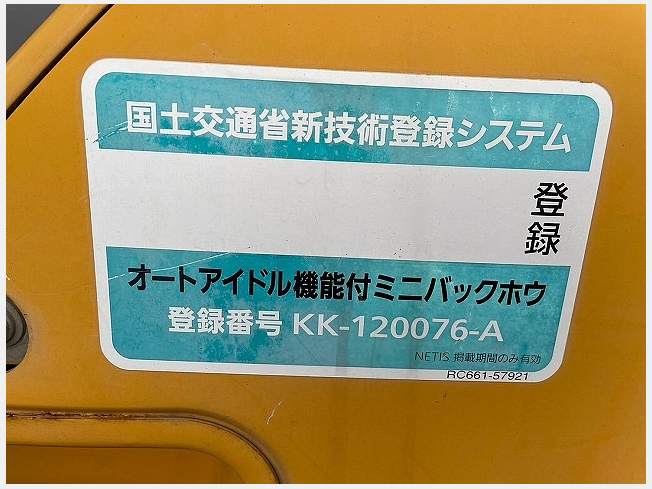 国土交通省新技術登録システム
登録
オートアイドル機能付ミニバックホウ
登録番号 KK-120076-A
NETIS 掲載期間のみ有効
RC661-57921